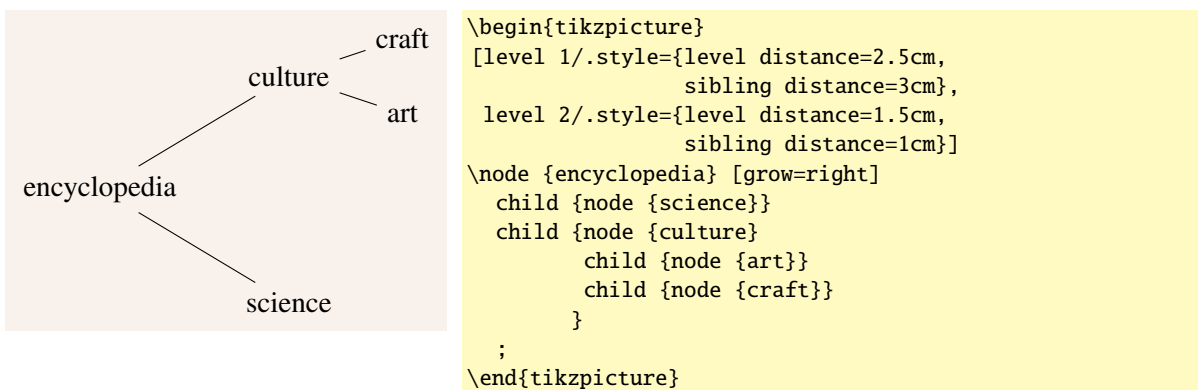 craft
culture
art
encyclopedia
science
\begin{tikzpicture}
[level 1/.style={level distance=2.5cm,
                 sibling distance=3cm},
 level 2/.style={level distance=1.5cm,
                 sibling distance=1cm}]
\node {encyclopedia} [grow=right]
  child {node {science}}
  child {node {culture}
         child {node {art}}
         child {node {craft}}
        }
  ;
\end{tikzpicture}